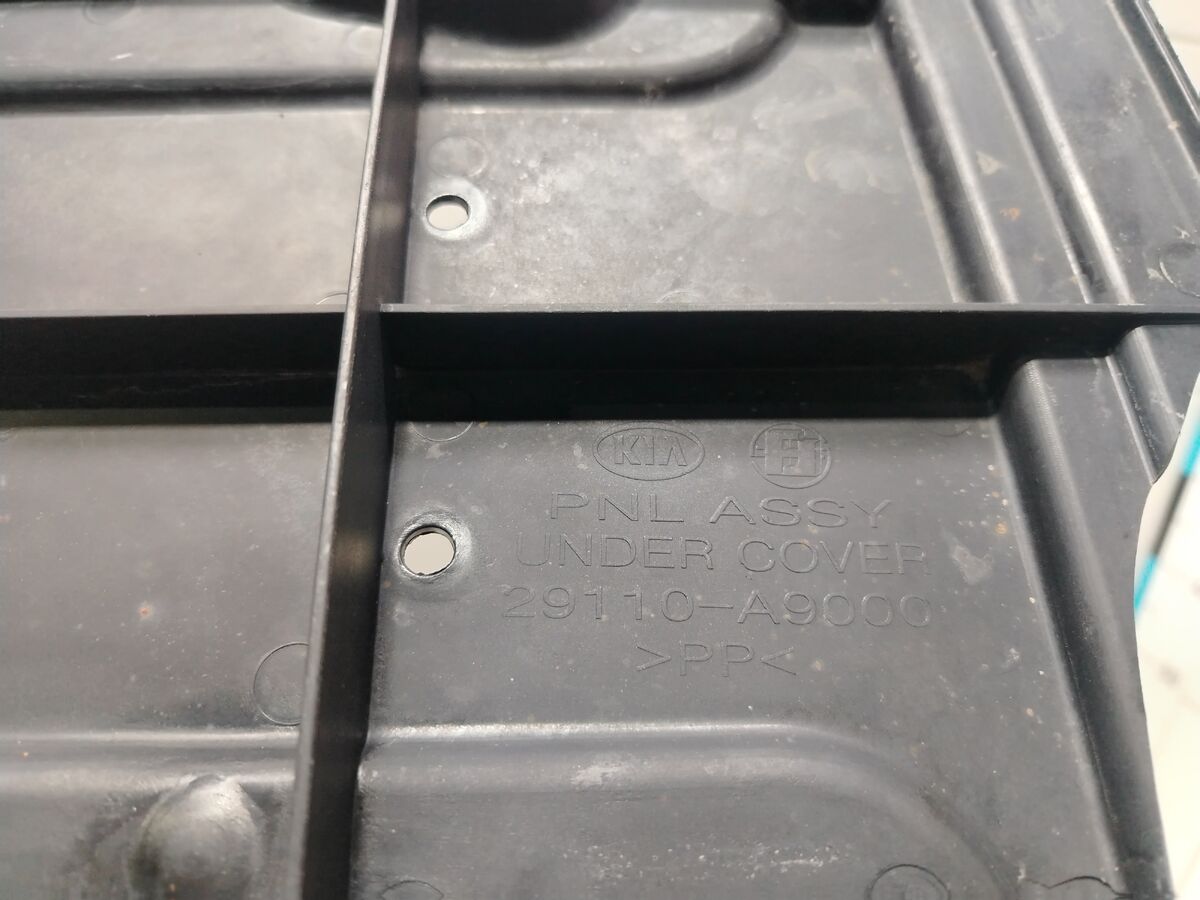 KIA
PNL ASSY
UNDER COVER
29110-A9000
>PP<